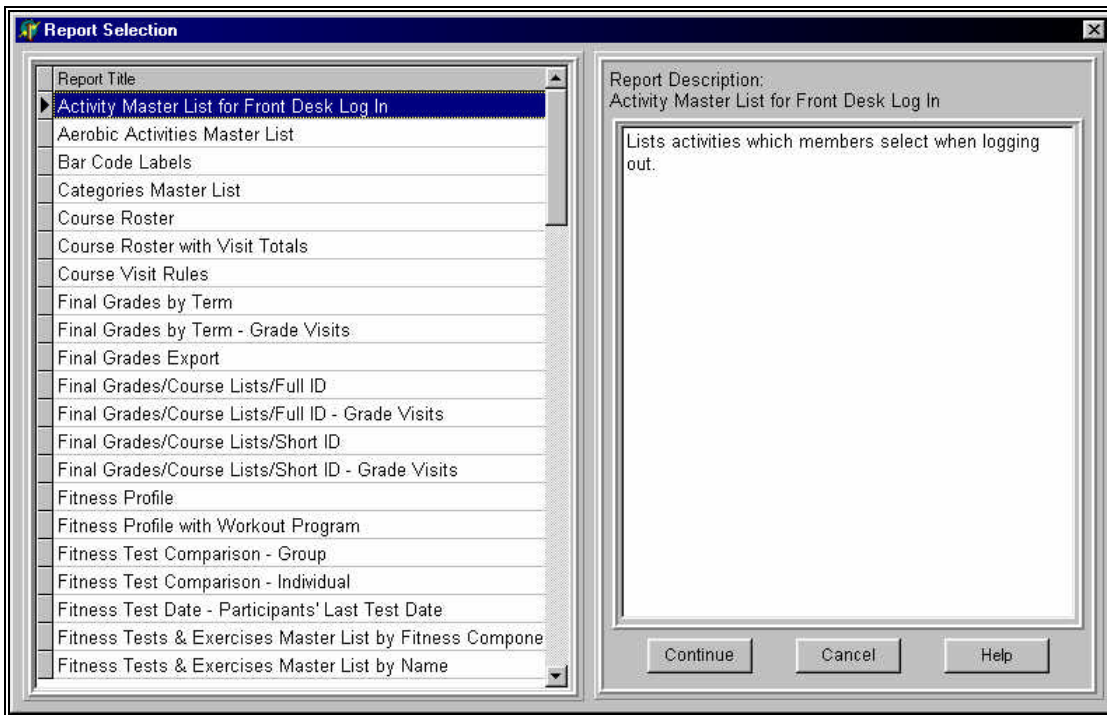 Report Selection
Report Title
Activity Master List for Front Desk Log In
Aerobic Activities Master List
Bar Code Labels
Categories Master List
Course Roster
Course Roster with Visit Totals
Course Visit Rules
Final Grades by Term
Final Grades by Term - Grade Visits
Final Grades Export
Final Grades/Course Lists/Full ID
Final Grades/Course Lists/Full ID - Grade Visits
Final Grades/Course Lists/Short ID
Final Grades/Course Lists/Short ID - Grade Visits
Fitness Profile
Fitness Profile with Workout Program
Fitness Test Comparison - Group
Fitness Test Comparison - Individual
Fitness Test Date - Participants' Last Test Date
Fitness Tests & Exercises Master List by Fitness Compone
Fitness Tests & Exercises Master List by Name
Report Description:
Activity Master List for Front Desk Log In
Lists activities which members select when logging
out.
Continue
Cancel
Help